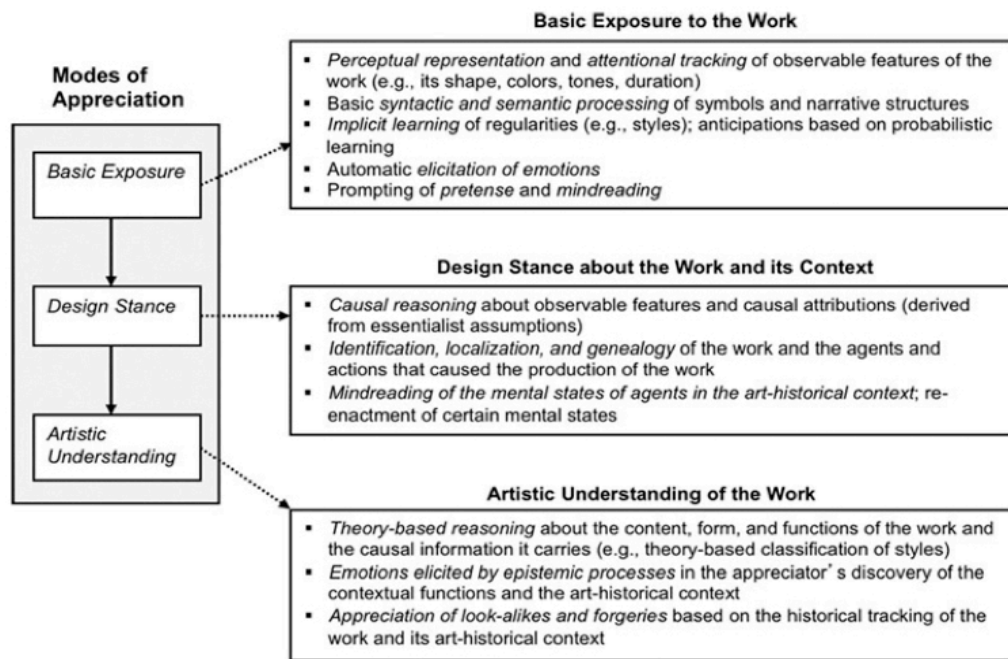 Modes of
Appreciation
Basic Exposure
Design Stance
Artistic
Understanding
Basic Exposure to the Work
▪ Perceptual representation and attentional tracking of observable features of the
work (e.g., its shape, colors, tones, duration)
▪ Basic syntactic and semantic processing of symbols and narrative structures
▪ Implicit learning of regularities (e.g., styles); anticipations based on probabilistic
learning
▪ Automatic elicitation of emotions
▪ Prompting of pretense and mindreading
Design Stance about the Work and its Context
▪ Causal reasoning about observable features and causal attributions (derived
from essentialist assumptions)
▪ Identification, localization, and genealogy of the work and the agents and
actions that caused the production of the work
▪ Mindreading of the mental states of agents in the art-historical context; re-
enactment of certain mental states
Artistic Understanding of the Work
▪ Theory-based reasoning about the content, form, and functions of the work and
the causal information it carries (e.g., theory-based classification of styles)
▪ Emotions elicited by epistemic processes in the appreciator's discovery of the
contextual functions and the art-historical context
▪ Appreciation of look-alikes and forgeries based on the historical tracking of the
work and its art-historical context